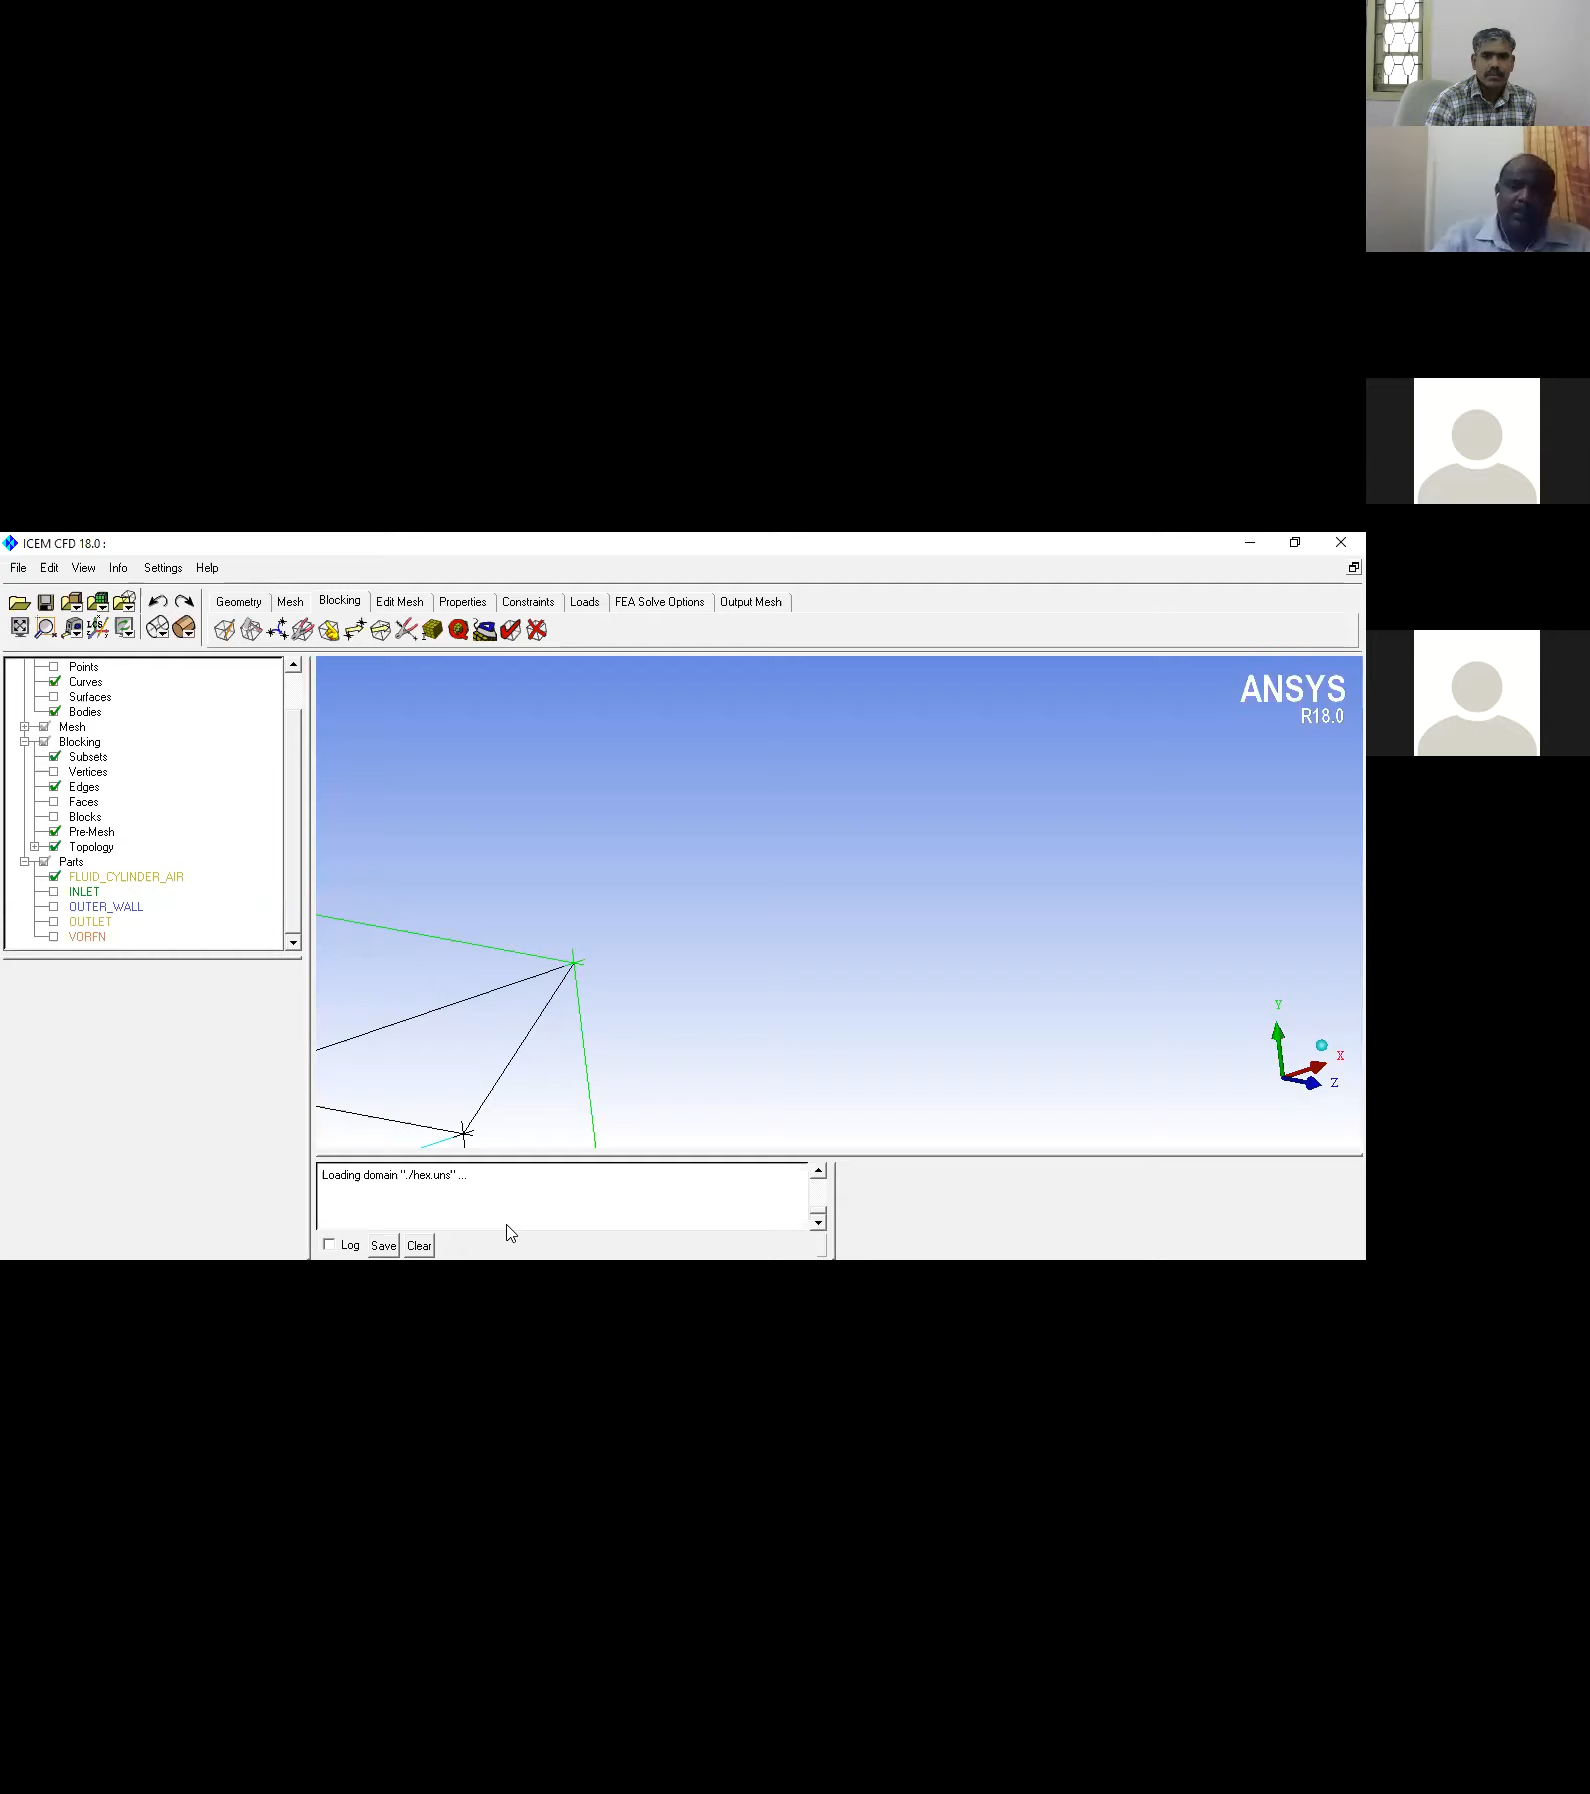 ICEM CFD 18.0 :
File Edit View Info Settings Help
Geometry Mesh Blocking Edit Mesh Properties Constraints Loads FEA Solve Options Output Mesh
Points
Curves
Surfaces
Bodies
Mesh
Blocking
Subsets
Vertices
Edges
Faces
Blocks
Pre-Mesh
Topology
Parts
FLUID_CYLINDER_AIR
INLET
OUTER_WALL
OUTLET
VORFN
ANSYS
R18.0
Y
X
Z
Loading domain "./hex.uns" ...
Log Save Clear